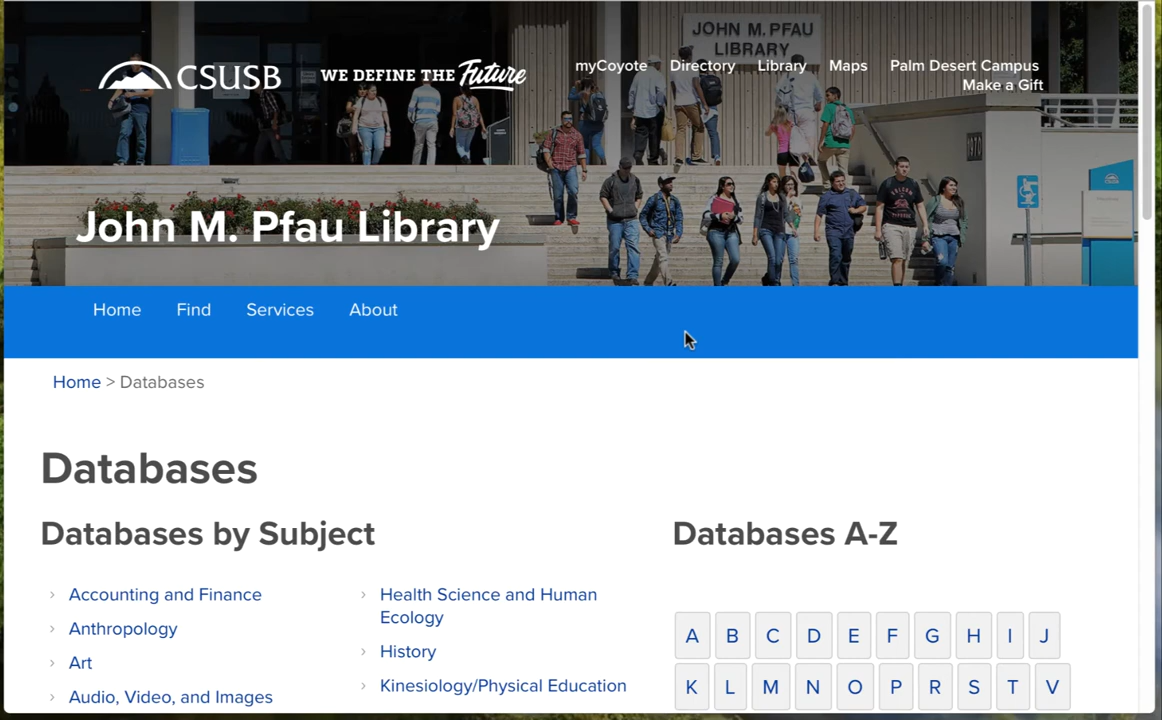 JOHN M. PFAU
LIBRARY
CSUSB
WE DEFINE THE Future
myCoyote
Directory
Library
Maps
Palm Desert Campus
Make a Gift
John M. Pfau Library
Home
Find
Services
About
Home > Databases
Databases
Databases by Subject
› Accounting and Finance
› Anthropology
› Art
› Audio, Video, and Images
› Health Science and Human
Ecology
› History
› Kinesiology/Physical Education
Databases A-Z
A B C D E F G H I J
K L M N O P R S T V